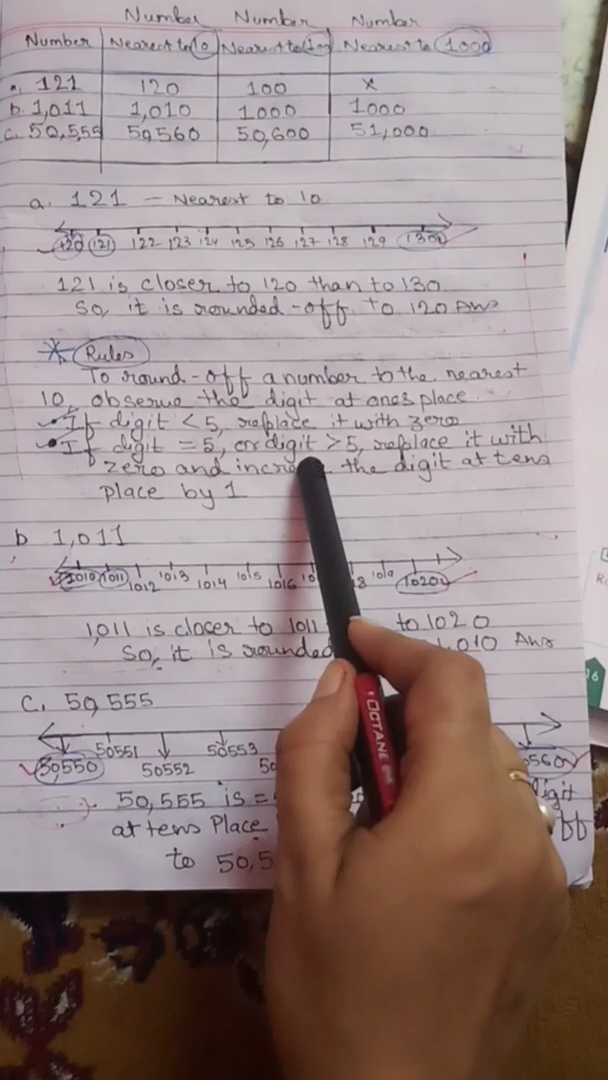 Number Number Number
Number Nearest to 10 Nearest to 100 Nearest to 1000
a. 121 120 100 x
b. 1,011 1,010 1000 1000
c. 50,555 50,560 50,600 51,000
a. 121 - Nearest to 10
120 121 122 123 124 125 126 127 128 129 130
121 is closer to 120 than to 130
So, it is rounded-off to 120 Ans
* Rules
To round-off a number to the nearest
10, observe the digit at ones place.
• If digit < 5, replace it with zero
• If digit = 5, or digit > 5, replace it with
zero and the digit at tens
place by 1
b 1,011
1010 1011 1012 1013 1014 1015 1016 1019 1020
1,011 is closer to 1011 to 1020
So, it is rounded Ans
c. 50,555
50550 50551 50552 50553
50,555 is = digit
at tens Place
to
OCTANE
16